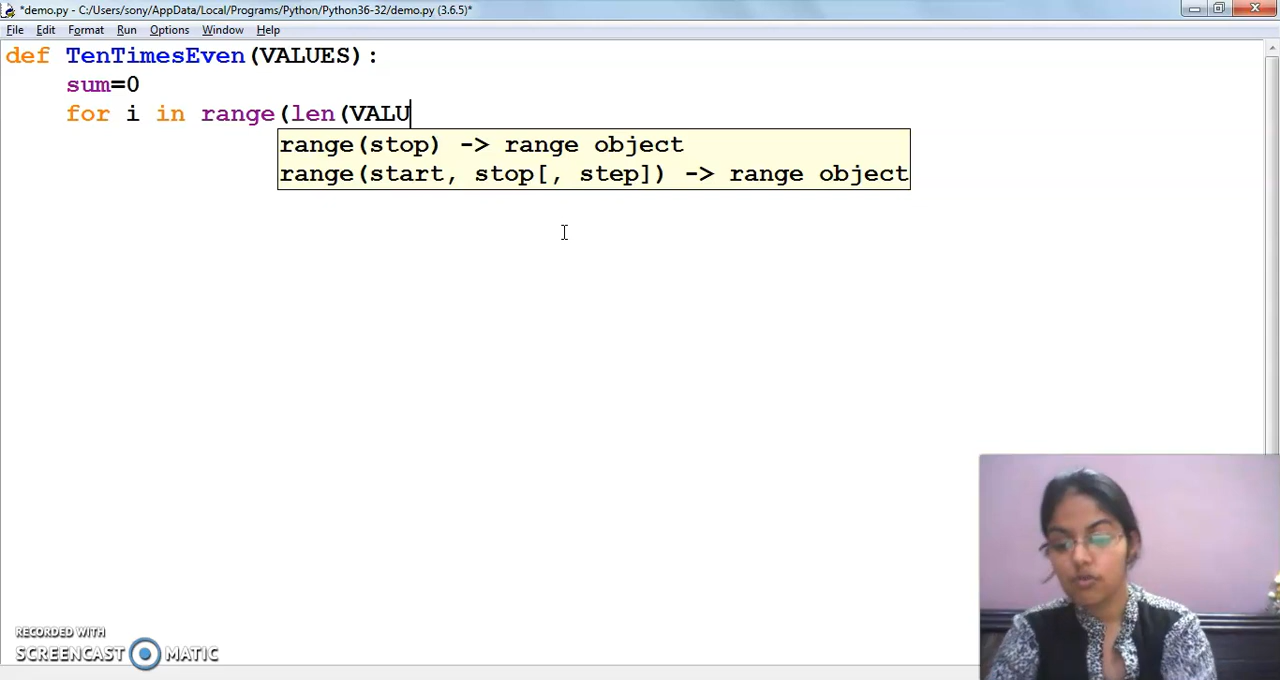 *demo.py - C:/Users/sony/AppData/Local/Programs/Python/Python36-32/demo.py (3.6.5)*
File Edit Format Run Options Window Help
def TenTimesEven(VALUES):
sum=0
for i in range(len(VALU
range(stop) -> range object
range(start, stop[, step]) -> range object
RECORDED WITH
SCREENCAST MATIC